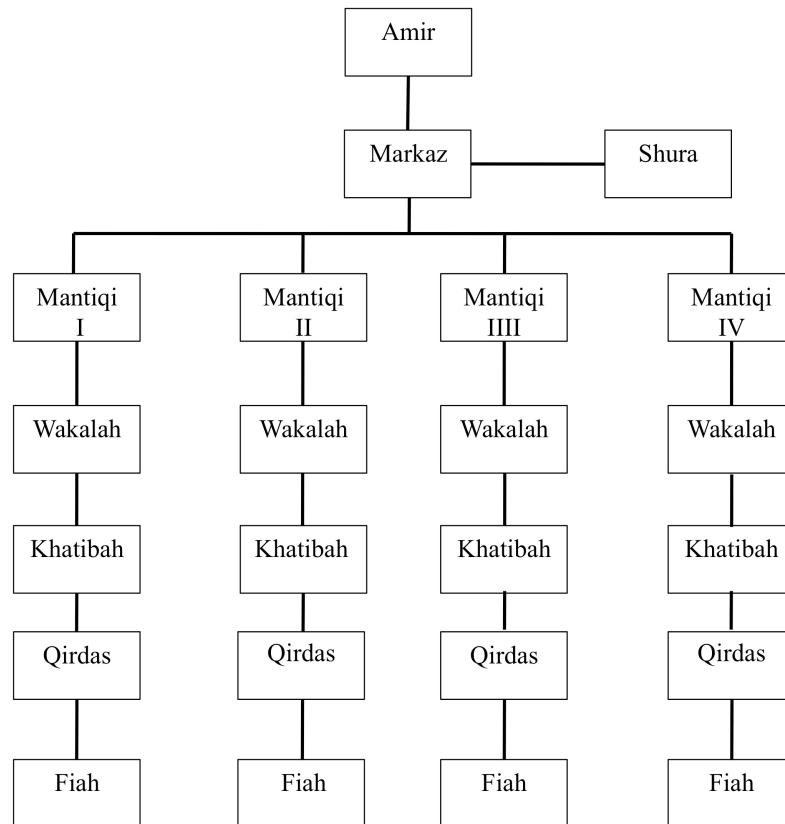 Amir
Markaz
Shura
Mantiqi
I
Mantiqi
II
Mantiqi
IIII
Mantiqi
IV
Wakalah
Wakalah
Wakalah
Wakalah
Khatibah
Khatibah
Khatibah
Khatibah
Qirdas
Qirdas
Qirdas
Qirdas
Fiah
Fiah
Fiah
Fiah